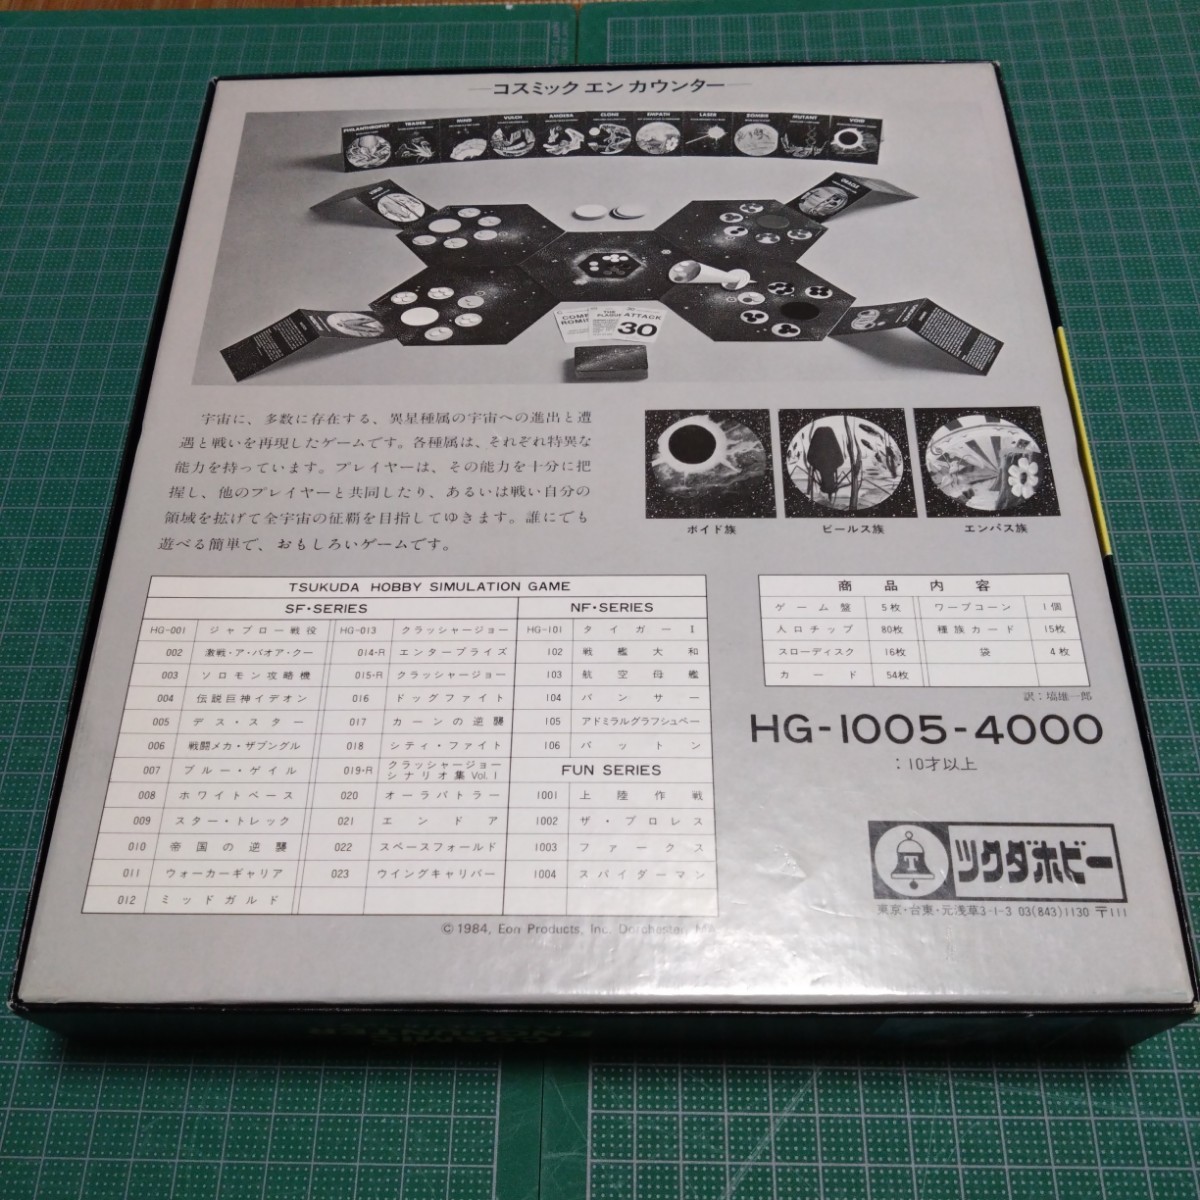 コスミック エン カウンター
PHILANTHROPIST
TRADER
MIND
VULCH
AMOEBA
CLONE
EMPATH
LASER
ZOMBIE
MUTANT
VOID
VIRUS
ORACLE
COMP
ROMI
THE
PLAGUE
ATTACK
30
宇宙に、多数に存在する、異星種属の宇宙への進出と遭
遇と戦いを再現したゲームです。各種属は、それぞれ特異な
能力を持っています。プレイヤーは、その能力を十分に把
握し、他のプレイヤーと共同したり、あるいは戦い自分の
領域を拡げて全宇宙の征覇を目指してゆきます。誰にでも
遊べる簡単で、おもしろいゲームです。
ボイド族 ビールス族 エンパス族
TSUKUDA HOBBY SIMULATION GAME
SF・SERIES NF・SERIES
HG-001 ジャブロー戦役 HG-013 クラッシャージョー HG-101 タイガーI
002 激戦・ア・バオア・クー 014-R エンタープライズ 102 戦艦大和
003 ソロモン攻略機 015-R クラッシャージョー 103 航空母艦
004 伝説巨神イデオン 016 ドッグファイト 104 パンサー
005 デス・スター 017 カーンの逆襲 105 アドミラルグラフシュペー
006 戦闘メカ・ザブングル 018 シティ・ファイト 106 パットン
007 ブルー・ゲイル 019-R クラッシャージョー シナリオ集 Vol. 1 FUN SERIES
008 ホワイトベース 020 オーラバトラー 1001 上陸作戦
009 スター・トレック 021 エンドア 1002 ザ・プロレス
010 帝国の逆襲 022 スペースフォールド 1003 ファークス
011 ウォーカーギャリア 023 ウイングキャリバー 1004 スパイダーマン
012 ミッドガルド
商品内容
ゲーム盤 5枚 ワープコーン 1個
人口チップ 80枚 種族カード 15枚
スローディスク 16枚 袋 4枚
カード 54枚
訳：塙雄一郎
HG-1005-4000
：10才以上
T
ツクダホビー
東京・台東・元浅草3-1-3 03(843)1130 〒111
© 1984, Eon Products, Inc. Dorchester, MA
COSMIC
ENCOUNTER